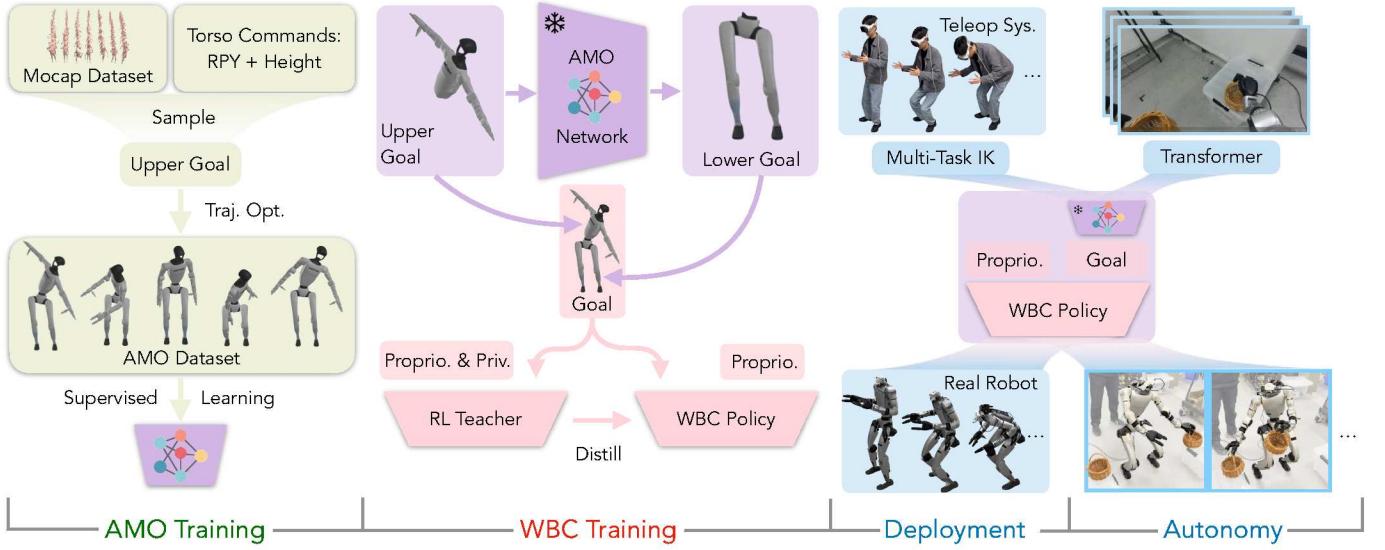 Mocap Dataset
Torso Commands:
RPY + Height
Sample
Upper Goal
Traj. Opt.
AMO Dataset
Supervised
Learning
AMO Training
Upper
Goal
AMO
Network
Lower Goal
Goal
Proprio. & Priv.
Proprio.
RL Teacher
WBC Policy
Distill
WBC Training
Teleop Sys.
...
Multi-Task IK
Transformer
Proprio.
Goal
WBC Policy
Real Robot
...
...
Deployment
Autonomy